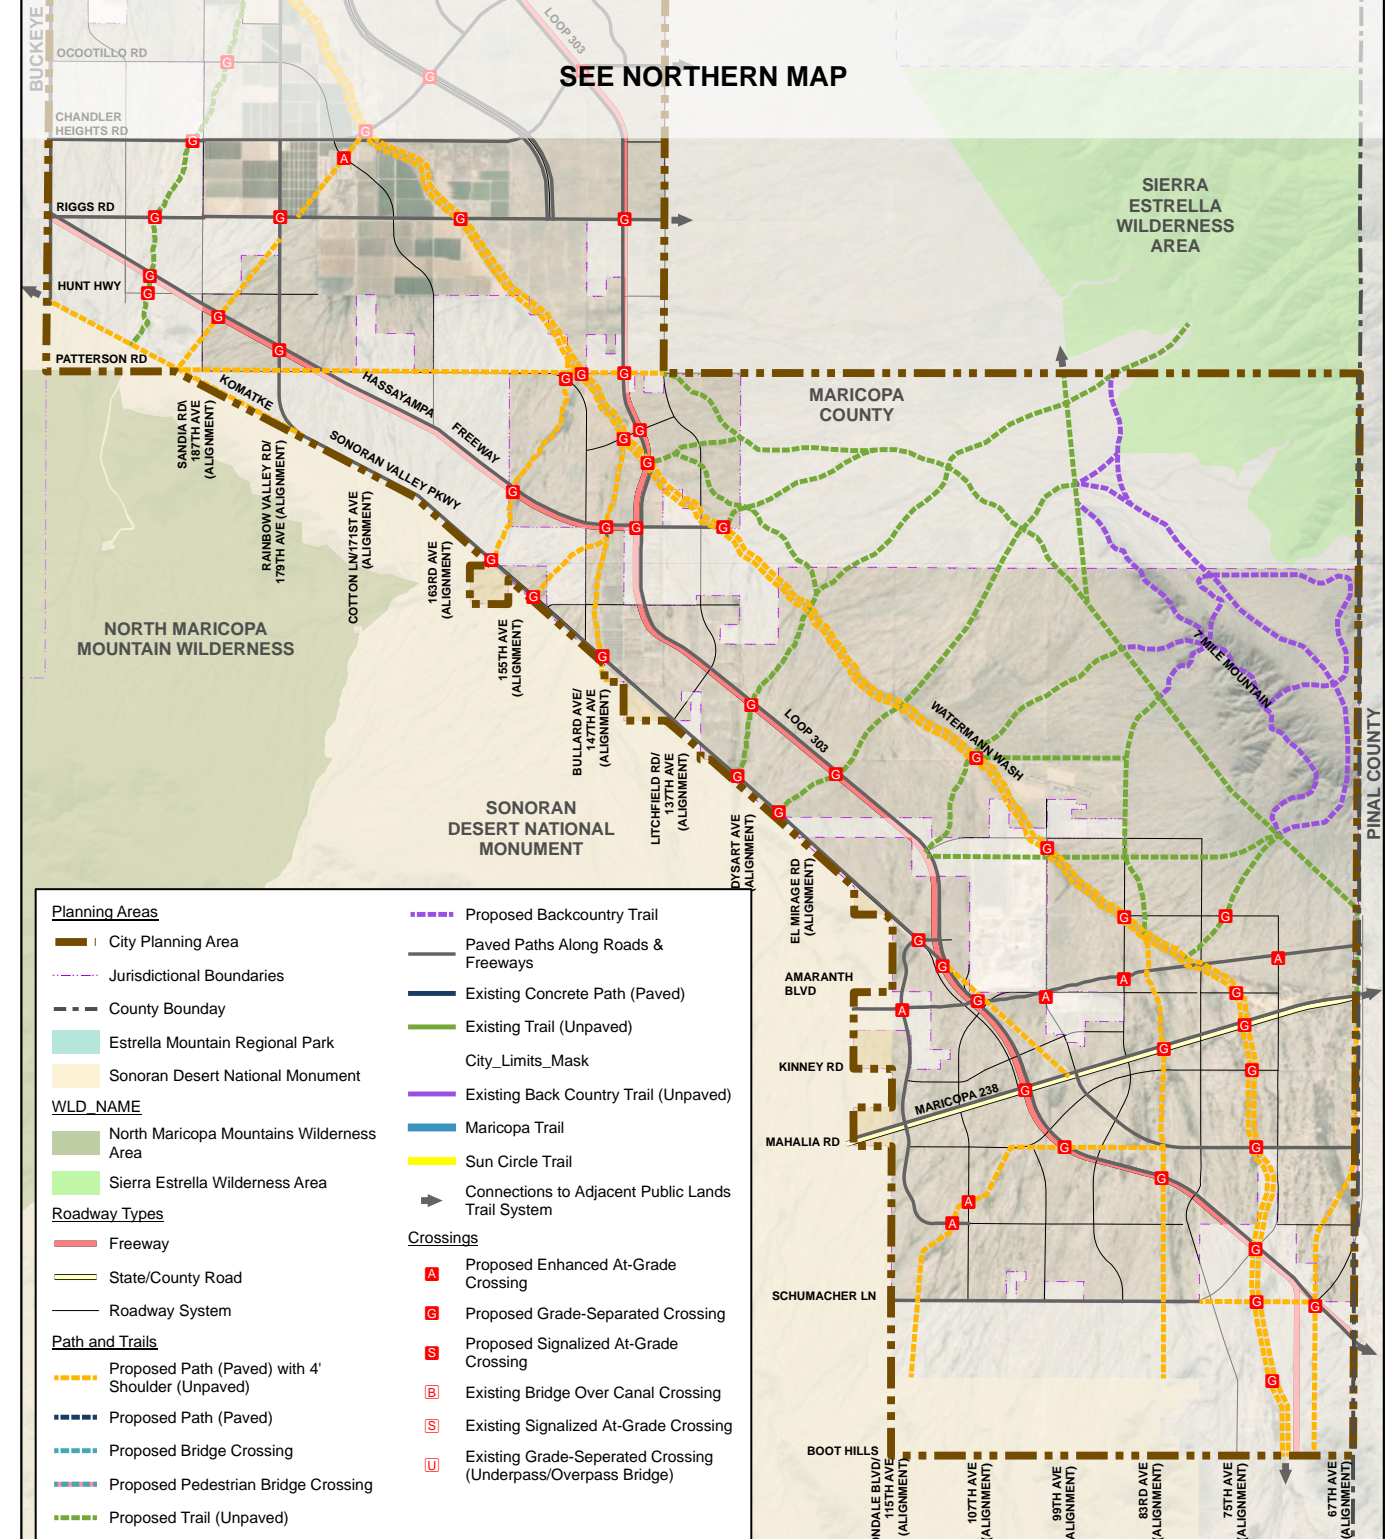 BUCKEYE
OCOOTILLO RD
LOOP 303
SEE NORTHERN MAP
CHANDLER
HEIGHTS RD
RIGGS RD
HUNT HWY
PATTERSON RD
SIERRA
ESTRELLA
WILDERNESS
AREA
MARICOPA
COUNTY
KOMATKE
HASSAYAMPA
FREEWAY
SONORAN VALLEY PKWY
SANDIA RD\
187TH AVE
(ALIGNMENT)
RAINBOW VALLEY RD/
179TH AVE (ALIGNMENT)
COTTON LN/171ST AVE
(ALIGNMENT)
163RD AVE
(ALIGNMENT)
155TH AVE
(ALIGNMENT)
BULLARD AVE/
147TH AVE
(ALIGNMENT)
LITCHFIELD RD/
137TH AVE
(ALIGNMENT)
DYSART AVE
(ALIGNMENT)
EL MIRAGE RD
(ALIGNMENT)
NORTH MARICOPA
MOUNTAIN WILDERNESS
SONORAN
DESERT NATIONAL
MONUMENT
LOOP 303
WATERMANN WASH
7 MILE MOUNTAIN
PINAL COUNTY
AMARANTH
BLVD
KINNEY RD
MARICOPA 238
MAHALIA RD
SCHUMACHER LN
BOOT HILLS
115TH AVE
(ALIGNMENT)
107TH AVE
(ALIGNMENT)
99TH AVE
(ALIGNMENT)
83RD AVE
(ALIGNMENT)
75TH AVE
(ALIGNMENT)
67TH AVE
(ALIGNMENT)
Planning Areas
City Planning Area
Jurisdictional Boundaries
County Bounday
Estrella Mountain Regional Park
Sonoran Desert National Monument
WLD_NAME
North Maricopa Mountains Wilderness
Area
Sierra Estrella Wilderness Area
Roadway Types
Freeway
State/County Road
Roadway System
Path and Trails
Proposed Path (Paved) with 4'
Shoulder (Unpaved)
Proposed Path (Paved)
Proposed Bridge Crossing
Proposed Pedestrian Bridge Crossing
Proposed Trail (Unpaved)
Proposed Backcountry Trail
Paved Paths Along Roads &
Freeways
Existing Concrete Path (Paved)
Existing Trail (Unpaved)
City_Limits_Mask
Existing Back Country Trail (Unpaved)
Maricopa Trail
Sun Circle Trail
Connections to Adjacent Public Lands
Trail System
Crossings
A Proposed Enhanced At-Grade
Crossing
G Proposed Grade-Separated Crossing
S Proposed Signalized At-Grade
Crossing
B Existing Bridge Over Canal Crossing
S Existing Signalized At-Grade Crossing
U Existing Grade-Seperated Crossing
(Underpass/Overpass Bridge)